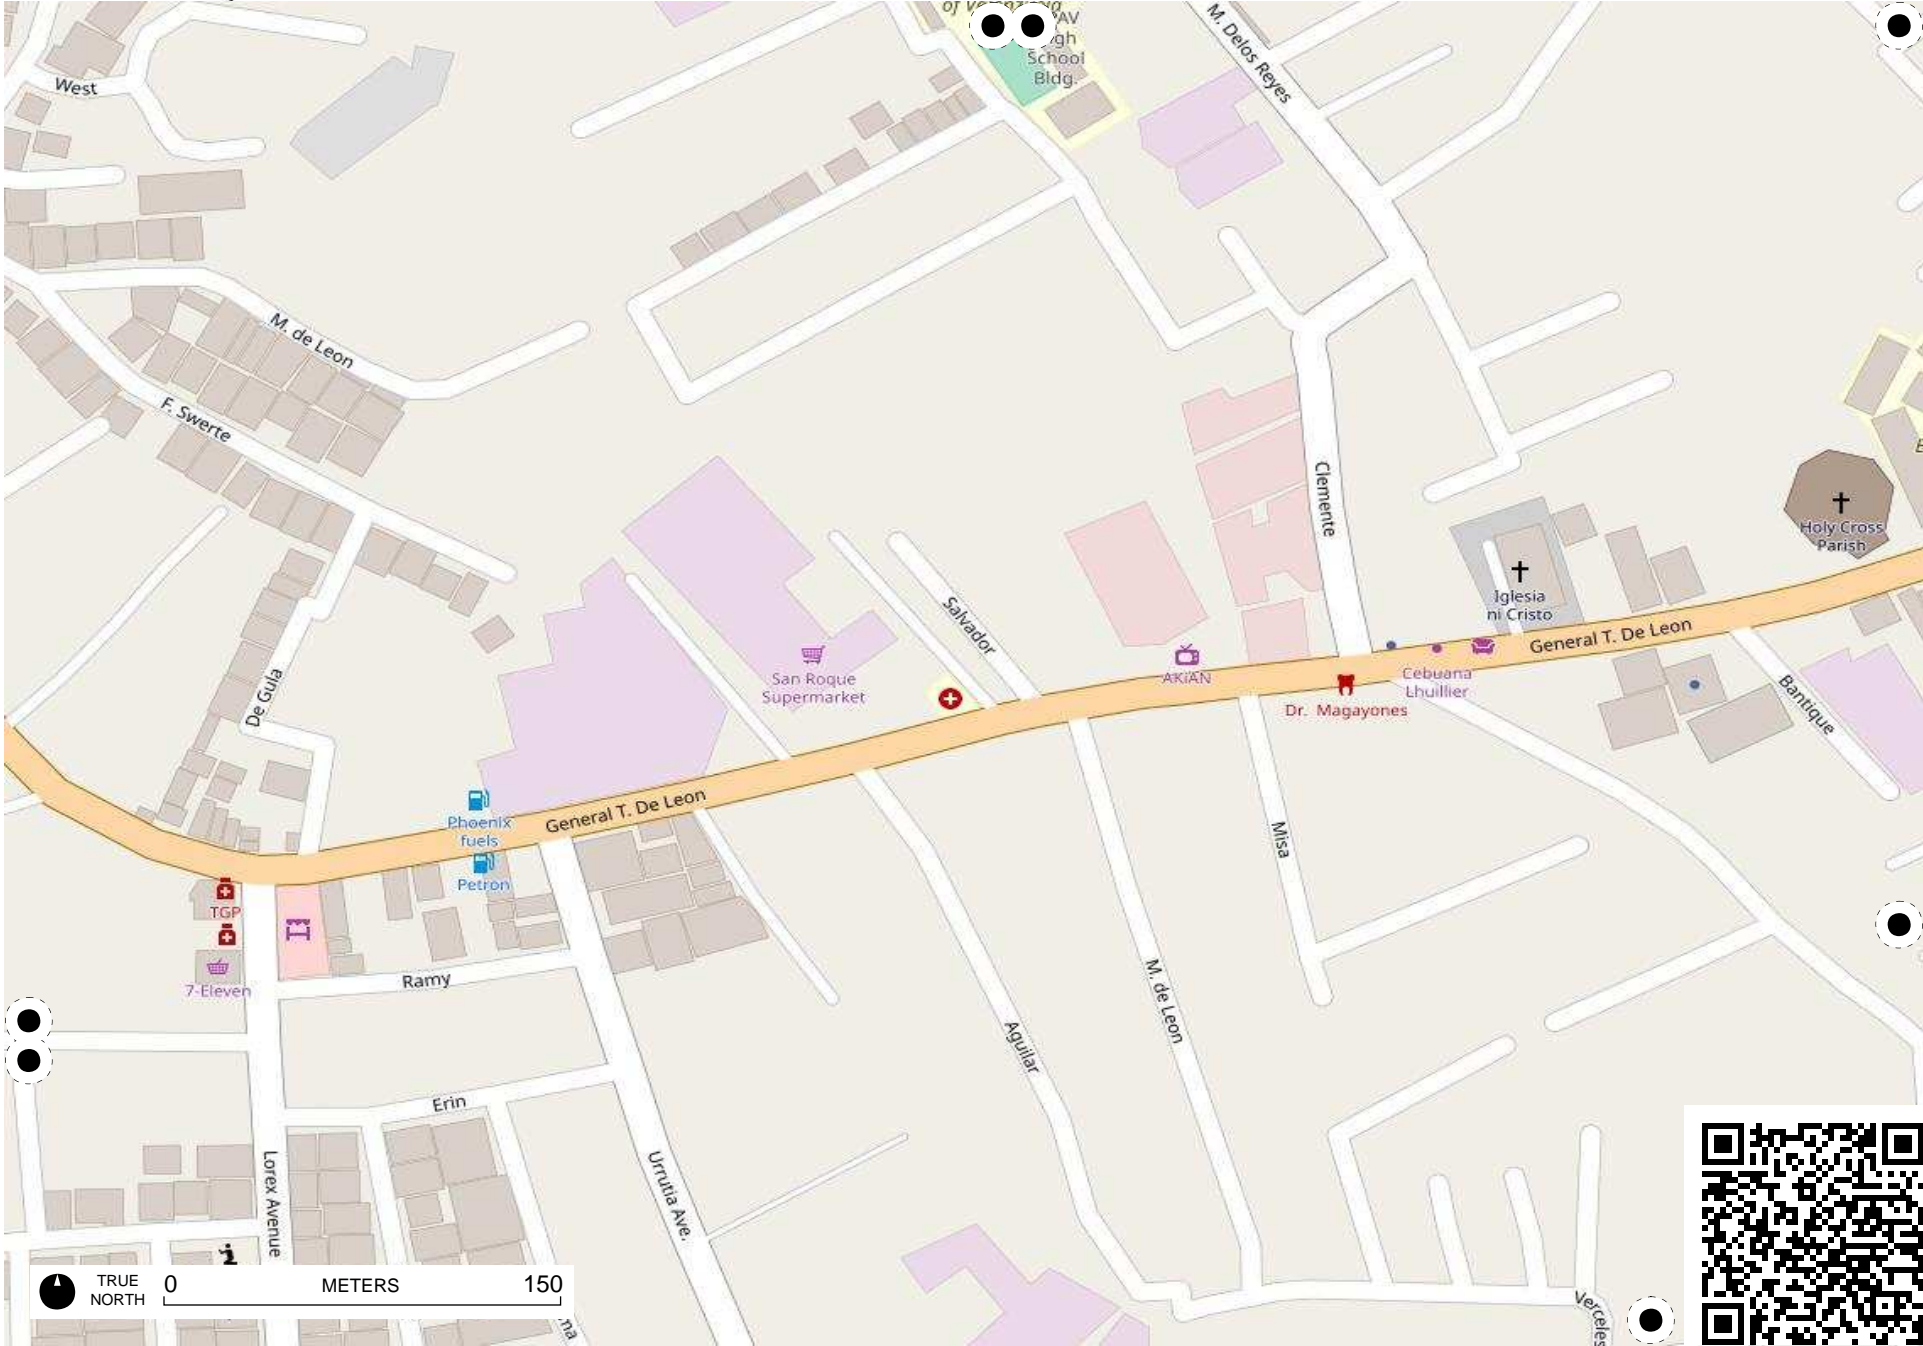 of Valenzuela
School
Bldg.
M. Delos Reyes
West
M. de Leon
F. Swerte
Clemente
Holy Cross
Parish
Iglesia
ni Cristo
Salvador
General T. De Leon
De Gula
San Roque
Supermarket
AKiAN
Cebuana
Lhuillier
Dr. Magayones
Bantique
Phoenix
fuels
General T. De Leon
Petron
Misa
TGP
7-Eleven
Ramy
M. de Leon
Aguilar
Erin
Lorex Avenue
Urrutia Ave.
TRUE
NORTH
0 METERS 150
Verceles